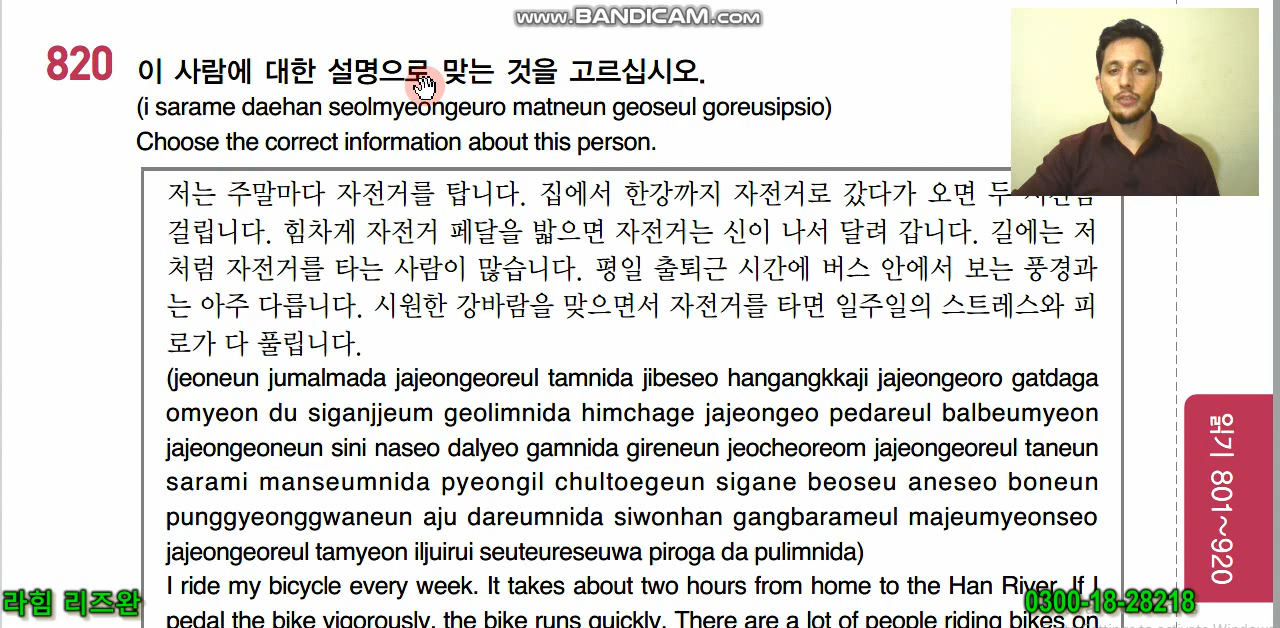 www.BANDICAM.com
820 이 사람에 대한 설명으로 맞는 것을 고르십시오.
(i sarame daehan seolmyeongeuro matneun geoseul goreusipsio)
Choose the correct information about this person.
저는 주말마다 자전거를 탑니다. 집에서 한강까지 자전거로 갔다가 오면 두
걸립니다. 힘차게 자전거 페달을 밟으면 자전거는 신이 나서 달려 갑니다. 길에는 저
처럼 자전거를 타는 사람이 많습니다. 평일 출퇴근 시간에 버스 안에서 보는 풍경과
는 아주 다릅니다. 시원한 강바람을 맞으면서 자전거를 타면 일주일의 스트레스와 피
로가 다 풀립니다.
(jeoneun jumalmada jajeongeoreul tamnida jibeseo hangangkkaji jajeongeoro gatdaga
omyeon du siganjjeum geolimnida himchage jajeongeo pedareul balbeumyeon
jajeongeoneun sini naseo dalyeo gamnida gireneun jeocheoreom jajeongeoreul taneun
sarami manseumnida pyeongil chultoegeun sigane beoseu aneseo boneun
punggyeonggwaneun aju dareumnida siwonhan gangbarameul majeumyeonseo
jajeongeoreul tamyeon iljuirui seuteureseuwa piroga da pulimnida)
I ride my bicycle every week. It takes about two hours from home to the Han River. If I
pedal the bike vigorously, the bike runs quickly. There are a lot of people riding bikes on
읽기 801~920
라힘 리즈완
0300-18-28218